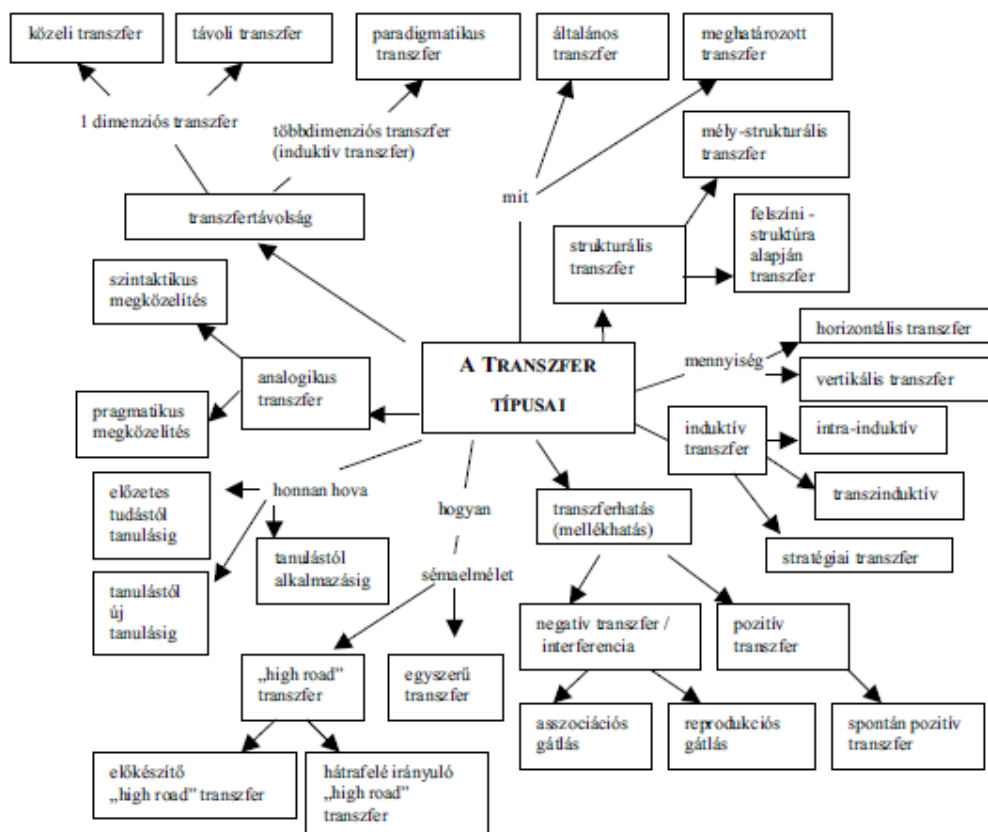 közeli transzfer
távoli transzfer
paradigmatikus
transzfer
általános
transzfer
meghatározott
transzfer
1 dimenziós transzfer
többdimenziós transzfer
(induktív transzfer)
mit
mély-strukturális
transzfer
transzfertávolság
strukturális
transzfer
felszíni -
struktúra
alapján
transzfer
szintaktikus
megközelítés
analogikus
transzfer
pragmatikus
megközelítés
A TRANSZFER
TÍPUSAI
mennyiség
horizontális transzfer
vertikális transzfer
induktív
transzfer
intra-induktív
transzinduktív
stratégiai transzfer
honnan hova
előzetes
tudástól
tanulásig
tanulástól
alkalmazásig
tanulástól
új
tanulásig
hogyan
sémaelmélet
transzferhatás
(mellékhatás)
„high road”
transzfer
egyszerű
transzfer
negatív transzfer /
interferencia
pozitív
transzfer
asszociációs
gátlás
reprodukciós
gátlás
spontán pozitív
transzfer
előkészítő
„high road” transzfer
hátrafelé irányuló
„high road”
transzfer